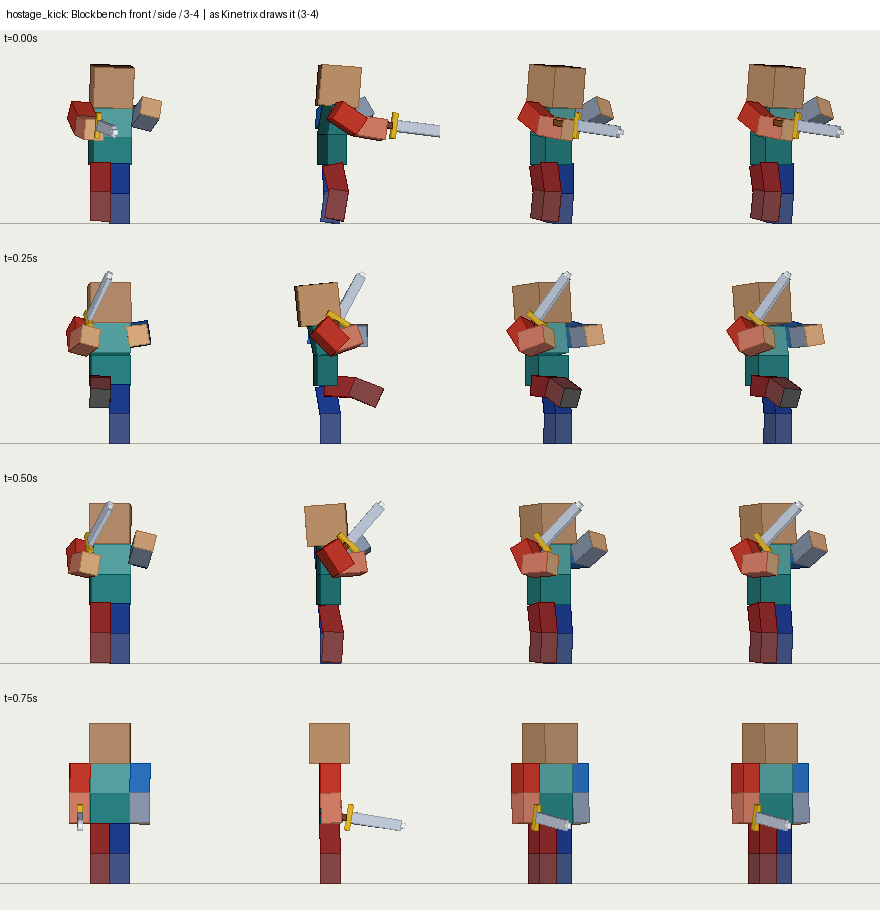 hostage_kick: Blockbench front / side / 3-4 | as Kinetrix draws it (3-4)
t=0.00s
t=0.25s
t=0.50s
t=0.75s